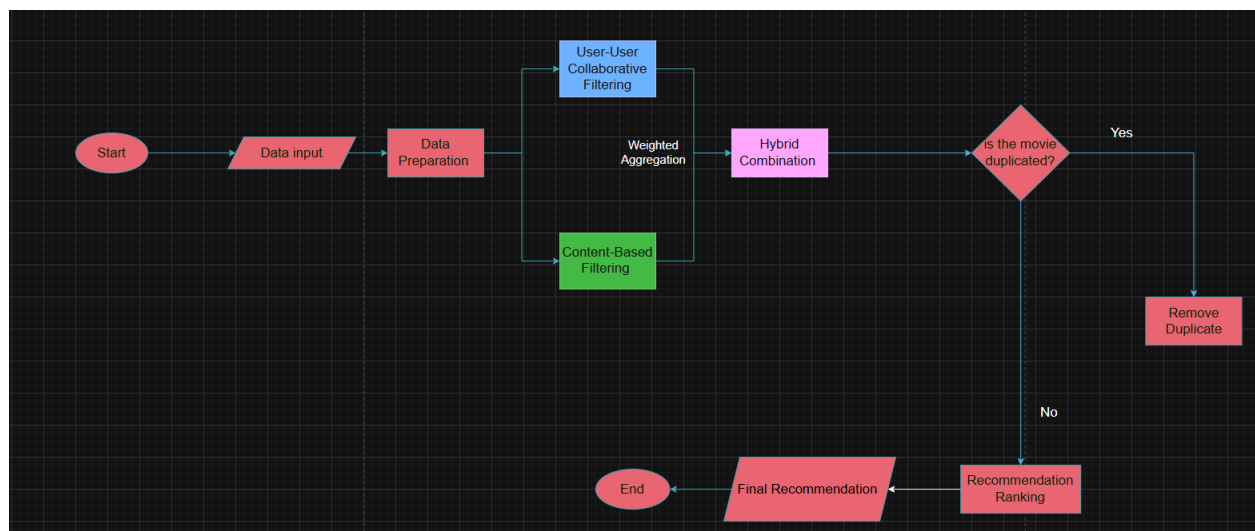 Start
Data input
Data
Preparation
User-User
Collaborative
Filtering
Content-Based
Filtering
Weighted
Aggregation
Hybrid
Combination
is the movie
duplicated?
Yes
Remove
Duplicate
No
Recommendation
Ranking
Final Recommendation
End